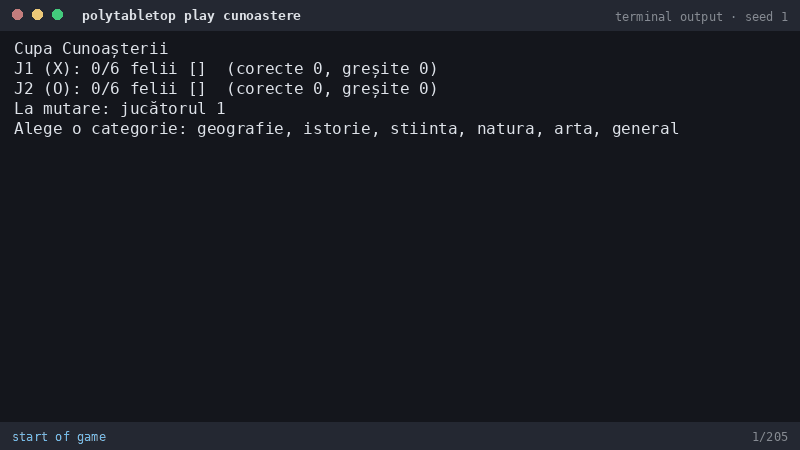 polytabletop play cunoastere
terminal output · seed 1
Cupa Cunoașterii
J1 (X): 0/6 felii []  (corecte 0, greșite 0)
J2 (O): 0/6 felii []  (corecte 0, greșite 0)
La mutare: jucătorul 1
Alege o categorie: geografie, istorie, stiinta, natura, arta, general
start of game
1/205